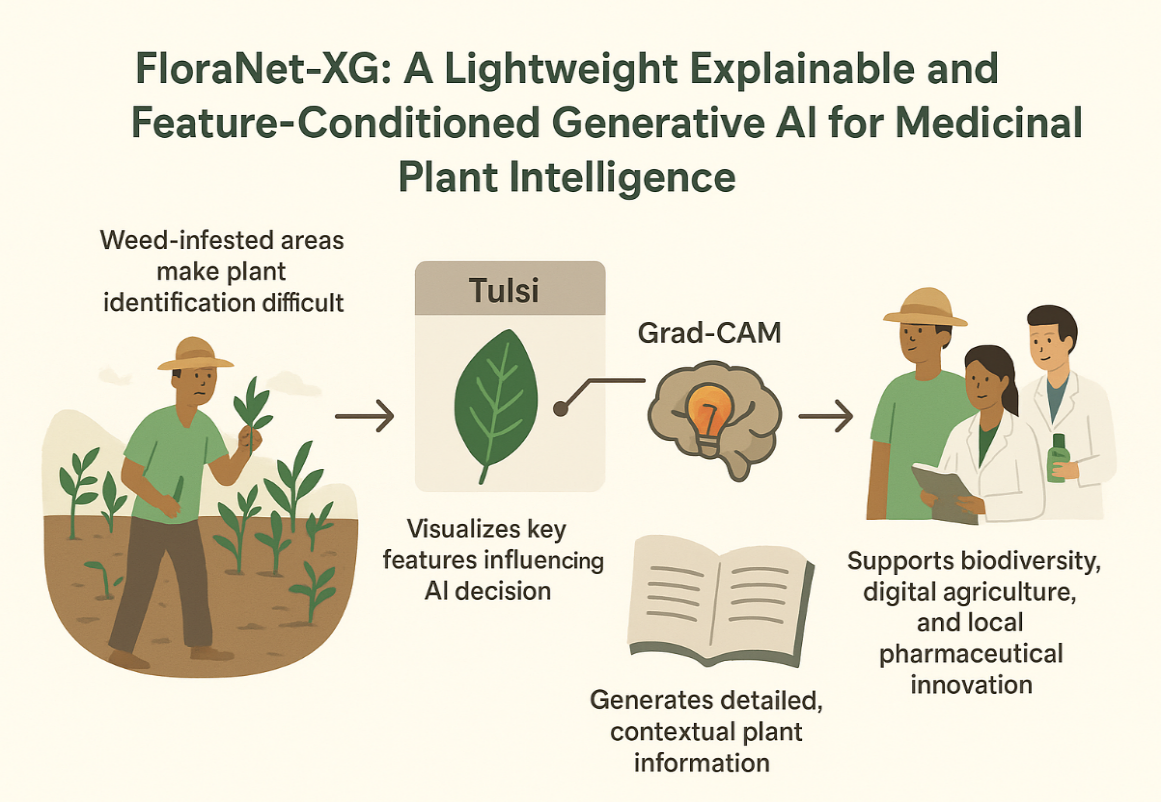 FloraNet-XG: A Lightweight Explainable and
Feature-Conditioned Generative AI for Medicinal
Plant Intelligence
Weed-infested areas
make plant
identification difficult
Tulsi
Grad-CAM
Visualizes key
features influencing
AI decision
Generates detailed,
contextual plant
information
Supports biodiversity,
digital agriculture,
and local
pharmaceutical
innovation